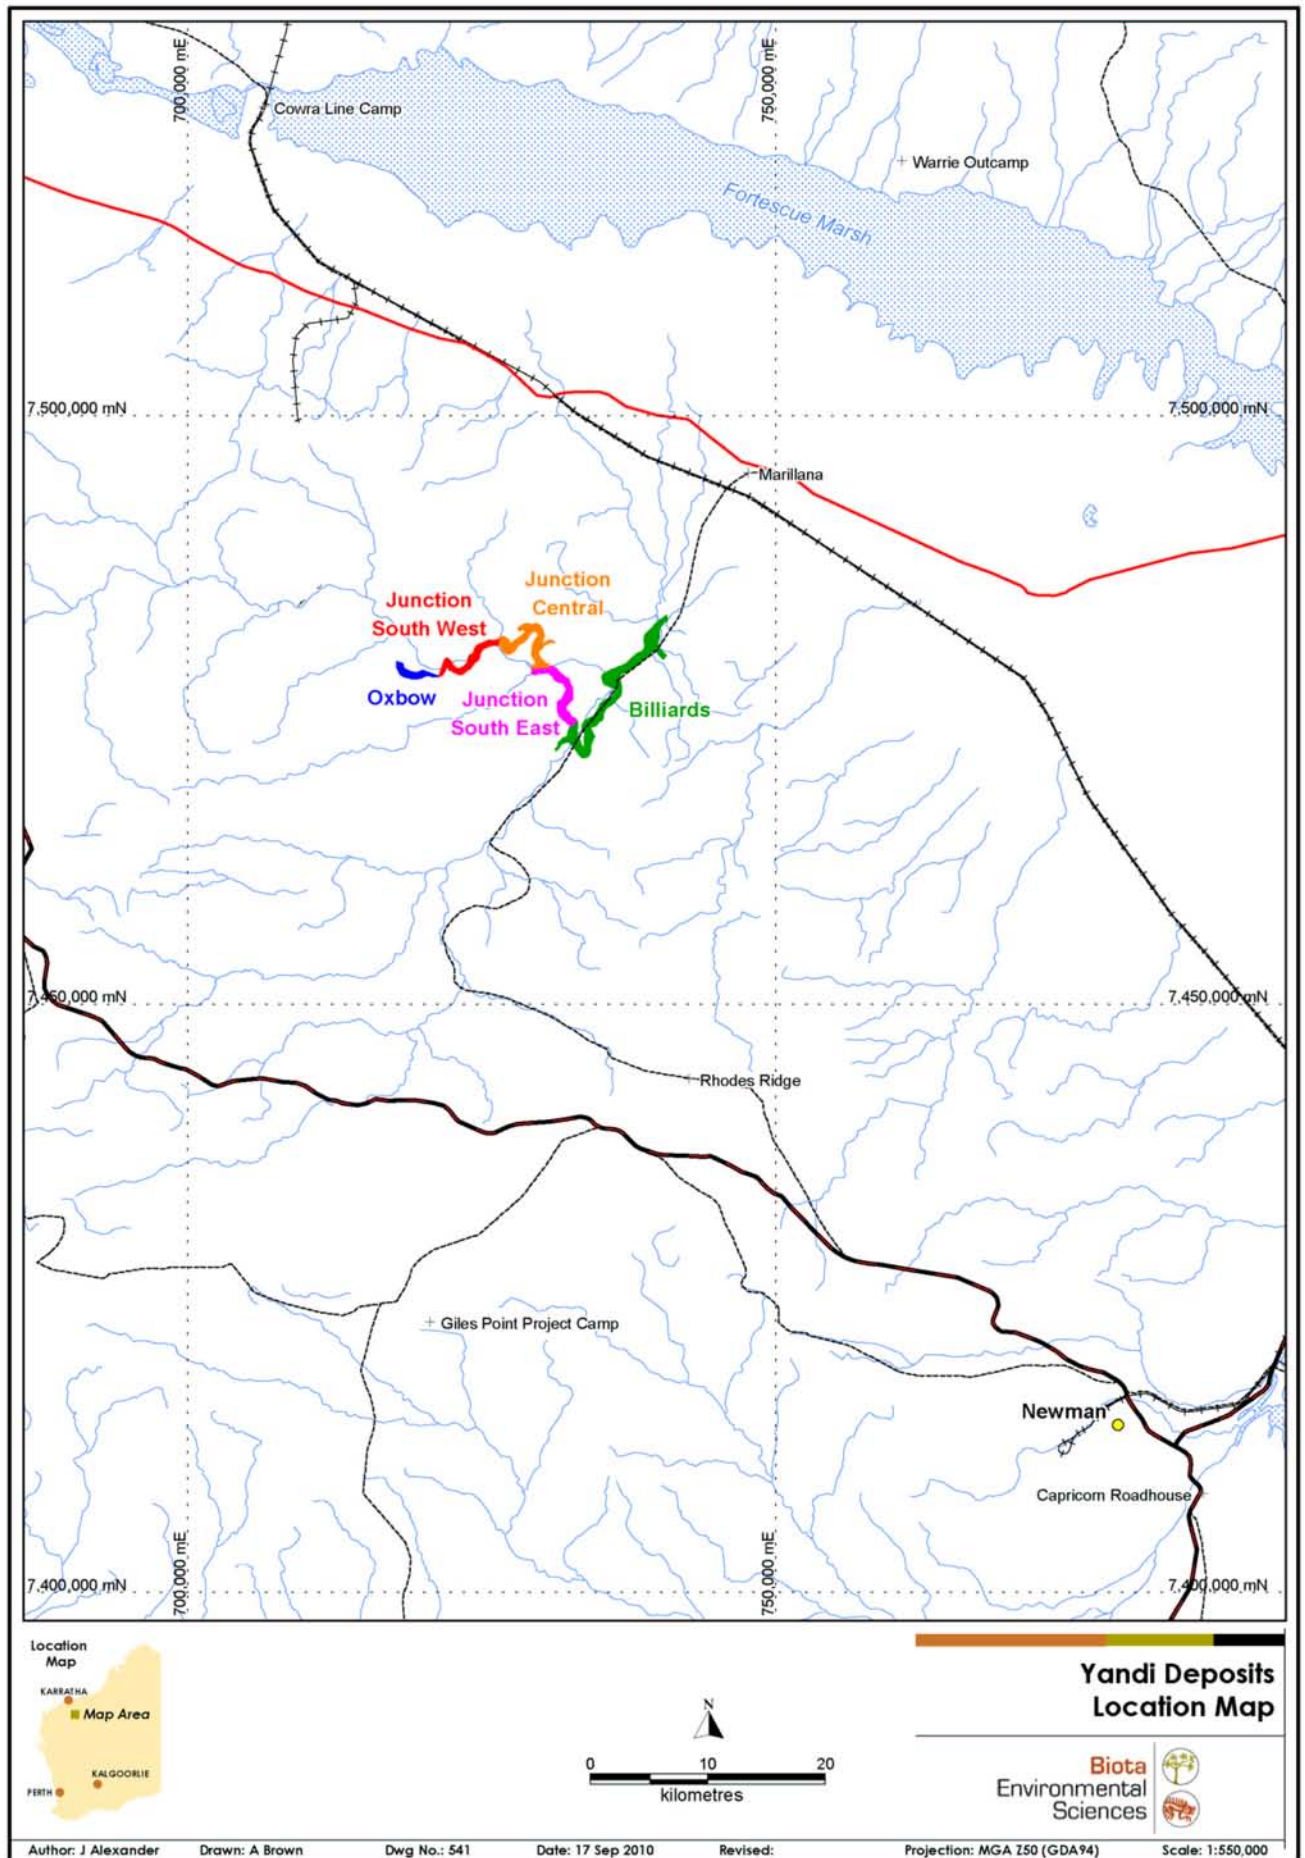 700,000 mE
750,000 mE
Cowra Line Camp
Warrie Outcamp
Fortescue Marsh
7,500,000 mN
7,500,000 mN
Marillana
Junction
Central
Junction
South West
Oxbow
Junction
South East
Billiards
7,450,000 mN
7,450,000 mN
Rhodes Ridge
Giles Point Project Camp
Newman
Capricorn Roadhouse
7,400,000 mN
7,400,000 mN
700,000 mE
750,000 mE
Location
Map
KARRATHA
Map Area
KALGOORLIE
PERTH
N
0 10 20
kilometres
Yandi Deposits
Location Map
Biota
Environmental
Sciences
Author: J Alexander Drawn: A Brown Dwg No.: 541 Date: 17 Sep 2010 Revised: Projection: MGA Z50 (GDA94) Scale: 1:550,000